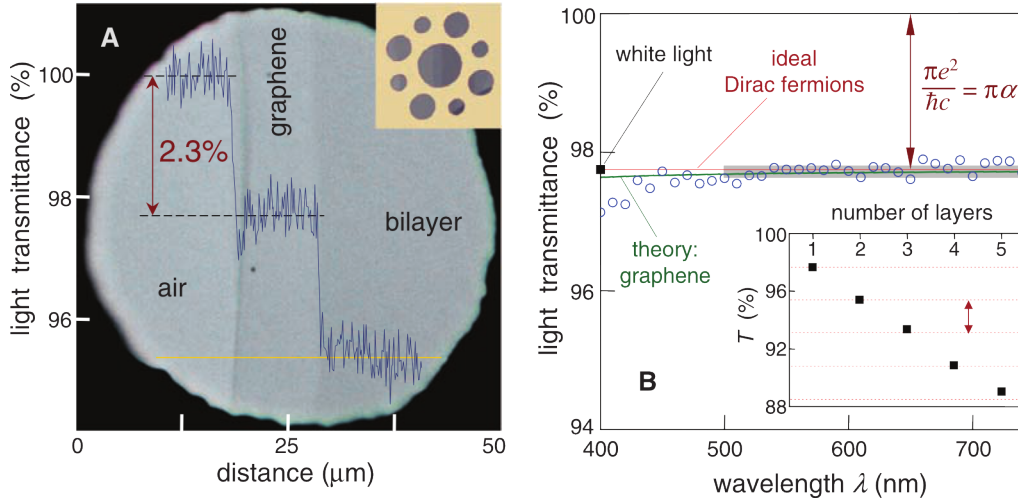 A
light transmittance (%)
100
98
96
2.3%
graphene
air
bilayer
0
25
50
distance (μm)
100
98
96
94
light transmittance (%)
white light
ideal
Dirac fermions
πe²/ħc = πα
theory:
graphene
B
number of layers
1 2 3 4 5
100
96
92
88
T (%)
400 500 600 700
wavelength λ (nm)